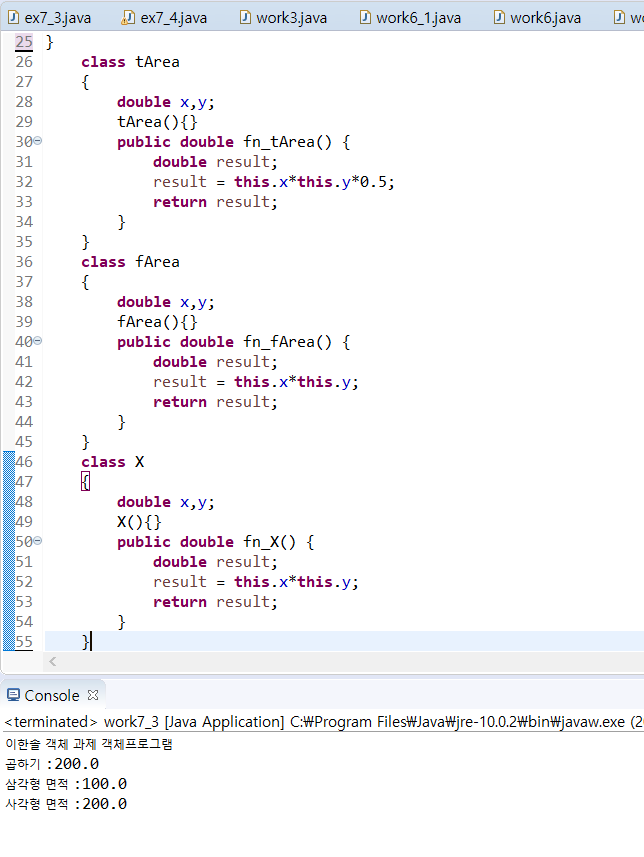 ex7_3.java ex7_4.java work3.java work6_1.java work6.java
25 }
26 class tArea
27 {
28 double x,y;
29 tArea(){}
30 public double fn_tArea() {
31 double result;
32 result = this.x*this.y*0.5;
33 return result;
34 }
35 }
36 class fArea
37 {
38 double x,y;
39 fArea(){}
40 public double fn_fArea() {
41 double result;
42 result = this.x*this.y;
43 return result;
44 }
45 }
46 class X
47 {
48 double x,y;
49 X(){}
50 public double fn_X() {
51 double result;
52 result = this.x*this.y;
53 return result;
54 }
55 }
Console
<terminated> work7_3 [Java Application] C:₩Program Files₩Java₩jre-10.0.2₩bin₩javaw.exe (2
이한솔 객체 과제 객체프로그램
곱하기 :200.0
삼각형 면적 :100.0
사각형 면적 :200.0